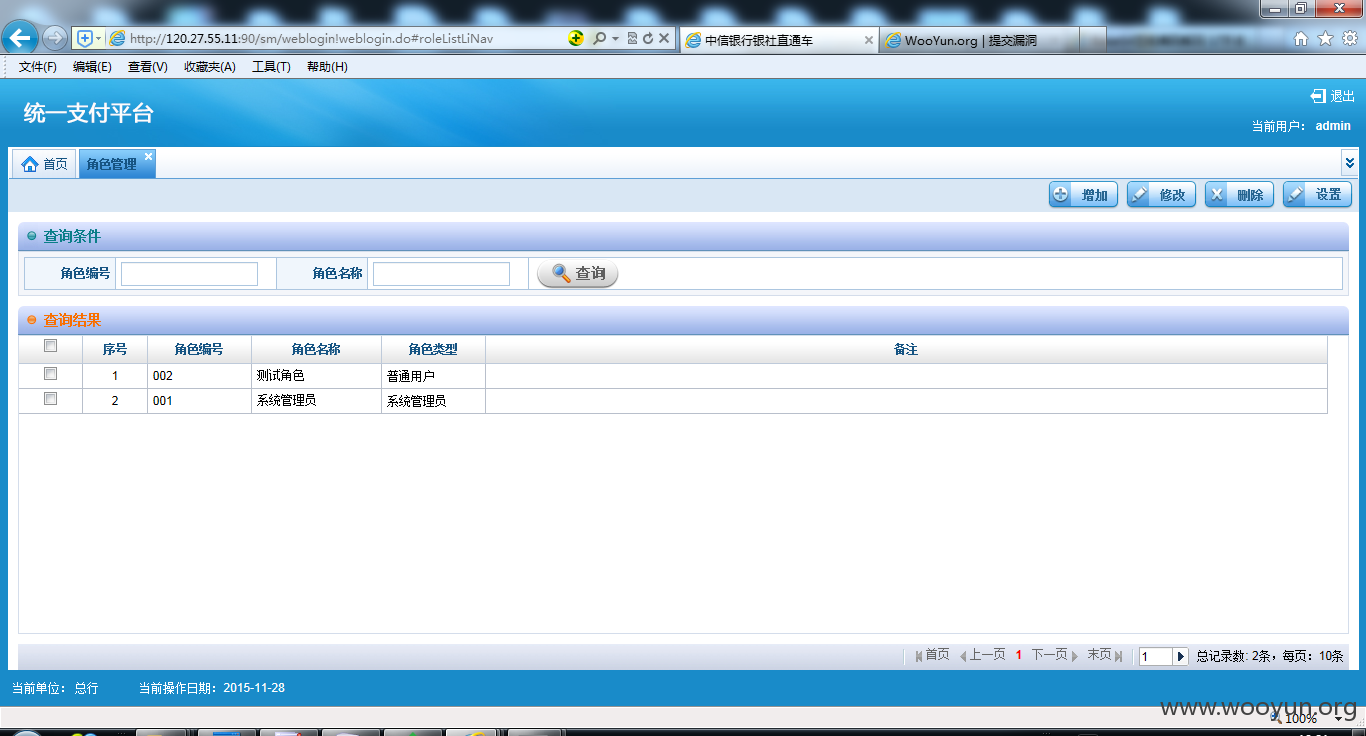 http://120.27.55.11:90/sm/weblogin!weblogin.do#roleListLiNav 中信银行银社直通车 WooYun.org | 提交漏洞
文件(F) 编辑(E) 查看(V) 收藏夹(A) 工具(T) 帮助(H)
统一支付平台
退出
当前用户： admin
首页 角色管理
增加 修改 删除 设置
查询条件
角色编号 角色名称 查询
查询结果
序号 角色编号 角色名称 角色类型 备注
1 002 测试角色 普通用户
2 001 系统管理员 系统管理员
首页 上一页 1 下一页 末页 1 总记录数: 2条，每页：10条
当前单位：总行 当前操作日期：2015-11-28
www.wooyun.org
100%